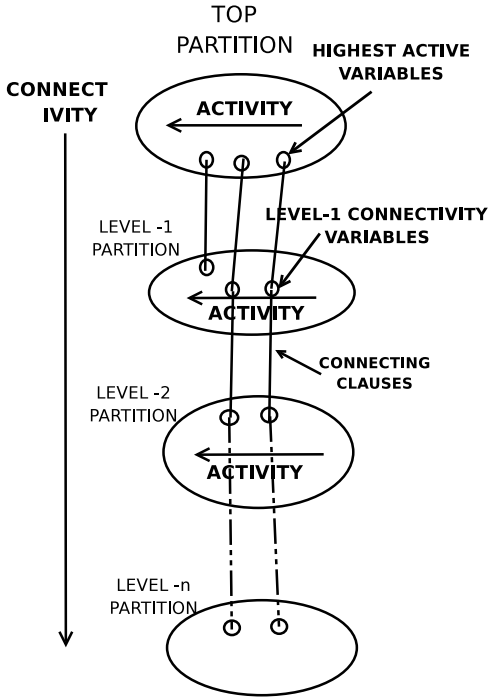 TOP
PARTITION
HIGHEST ACTIVE
VARIABLES
CONNECT
IVITY
ACTIVITY
LEVEL-1 CONNECTIVITY
VARIABLES
LEVEL -1
PARTITION
ACTIVITY
CONNECTING
CLAUSES
LEVEL -2
PARTITION
ACTIVITY
LEVEL -n
PARTITION